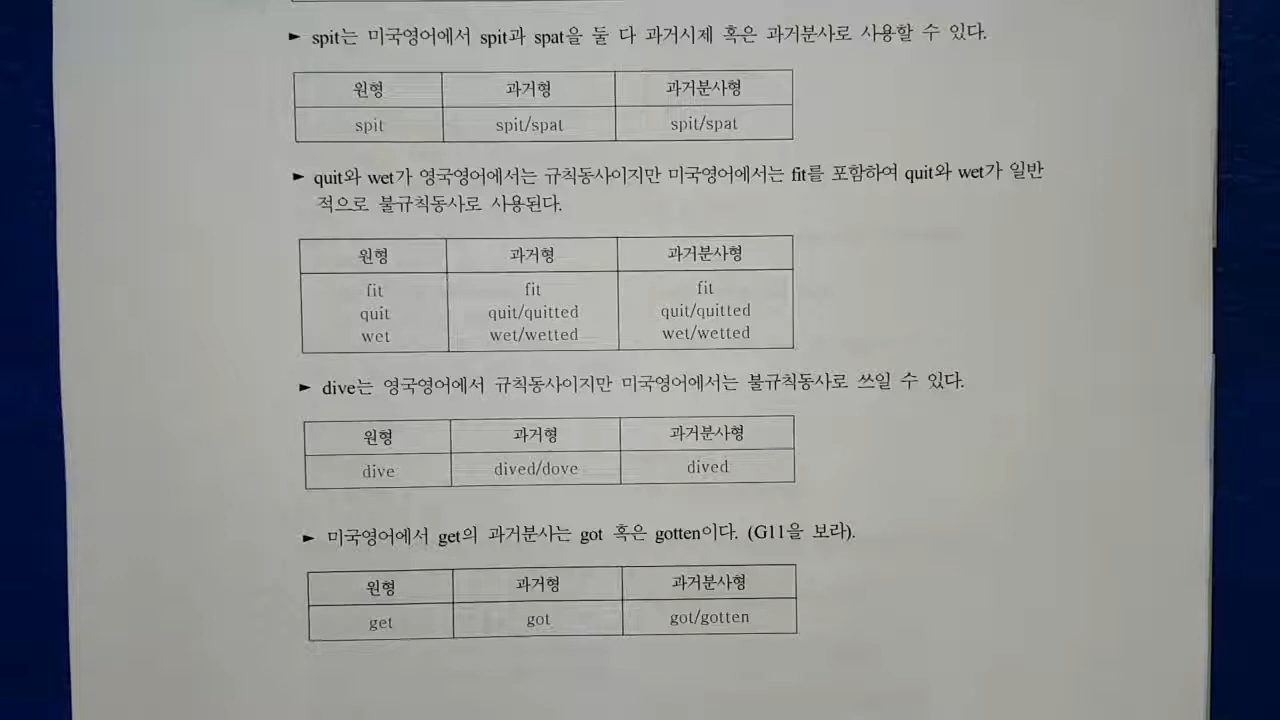 ► spit는 미국영어에서 spit과 spat을 둘 다 과거시제 혹은 과거분사로 사용할 수 있다.
원형 과거형 과거분사형
spit spit/spat spit/spat
► quit와 wet가 영국영어에서는 규칙동사이지만 미국영어에서는 fit를 포함하여 quit와 wet가 일반
적으로 불규칙동사로 사용된다.
원형 과거형 과거분사형
fit fit fit
quit quit/quitted quit/quitted
wet wet/wetted wet/wetted
► dive는 영국영어에서 규칙동사이지만 미국영어에서는 불규칙동사로 쓰일 수 있다.
원형 과거형 과거분사형
dive dived/dove dived
► 미국영어에서 get의 과거분사는 got 혹은 gotten이다. (G11을 보라).
원형 과거형 과거분사형
get got got/gotten